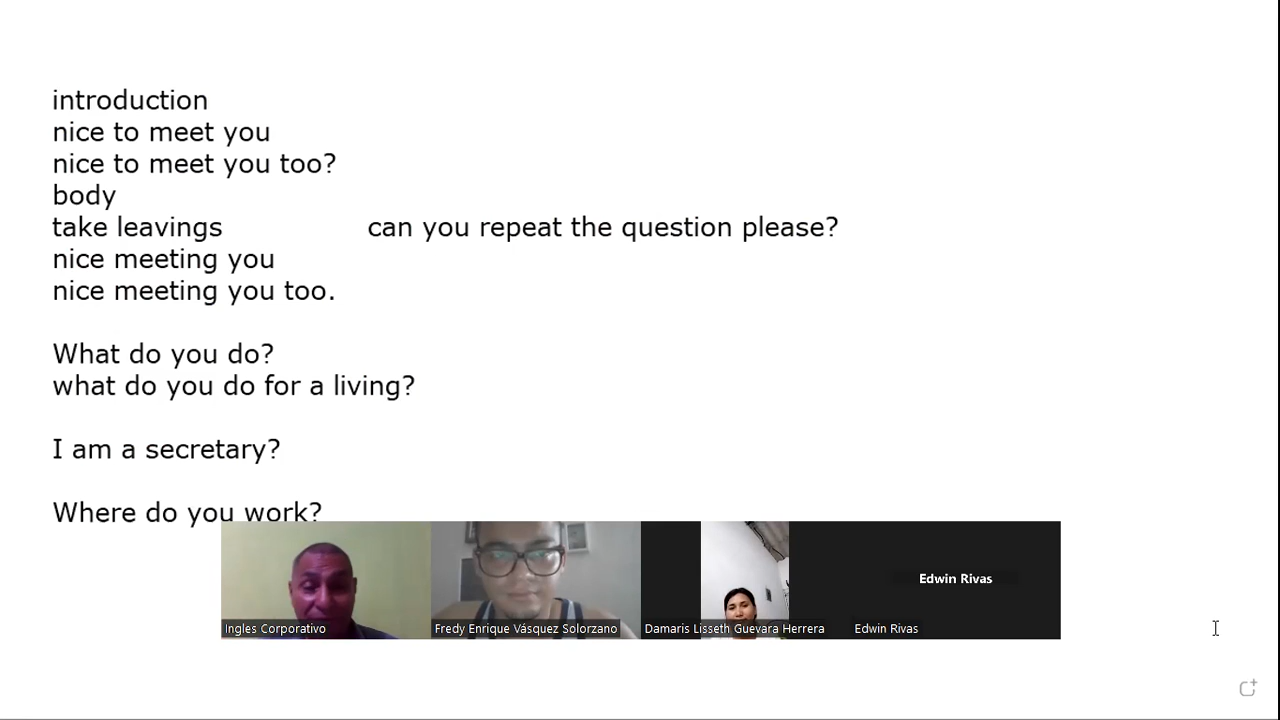 introduction
nice to meet you
nice to meet you too?
body
take leavings can you repeat the question please?
nice meeting you
nice meeting you too.
What do you do?
what do you do for a living?
I am a secretary?
Where do you work?
Edwin Rivas
Ingles Corporativo
Fredy Enrique Vásquez Solorzano
Damaris Lisseth Guevara Herrera
Edwin Rivas